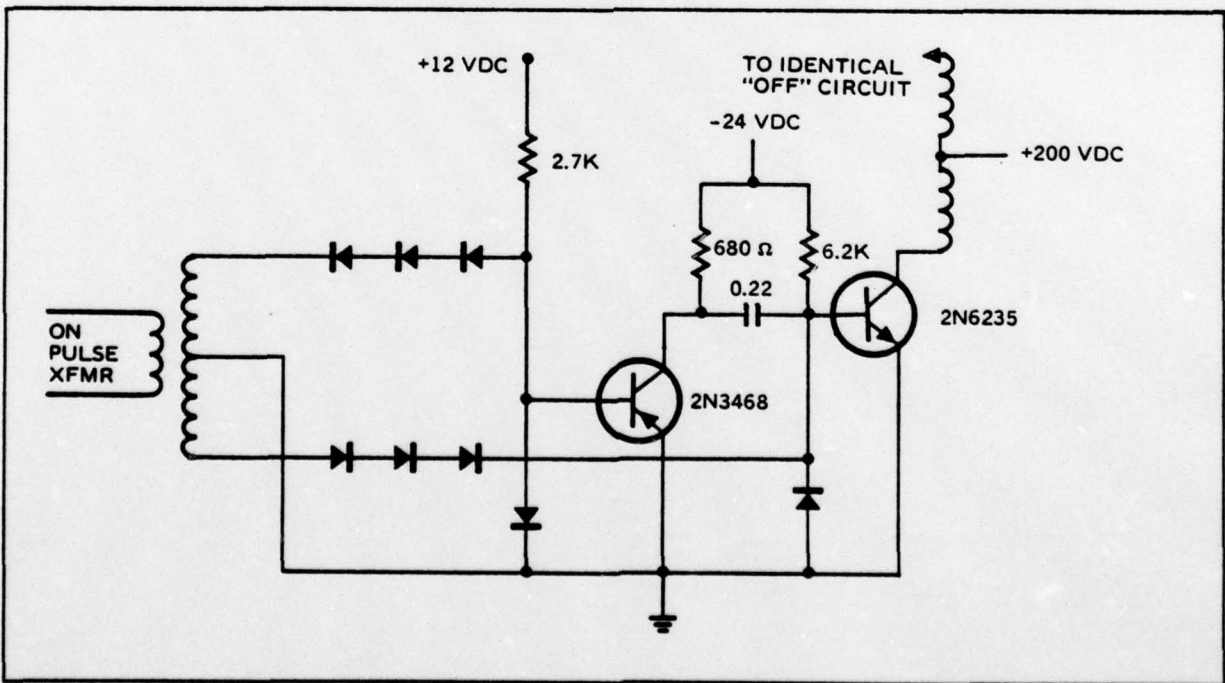 +12 VDC
2.7K
TO IDENTICAL
"OFF" CIRCUIT
-24 VDC
+200 VDC
680 Ω
6.2K
0.22
2N6235
ON
PULSE
XFMR
2N3468